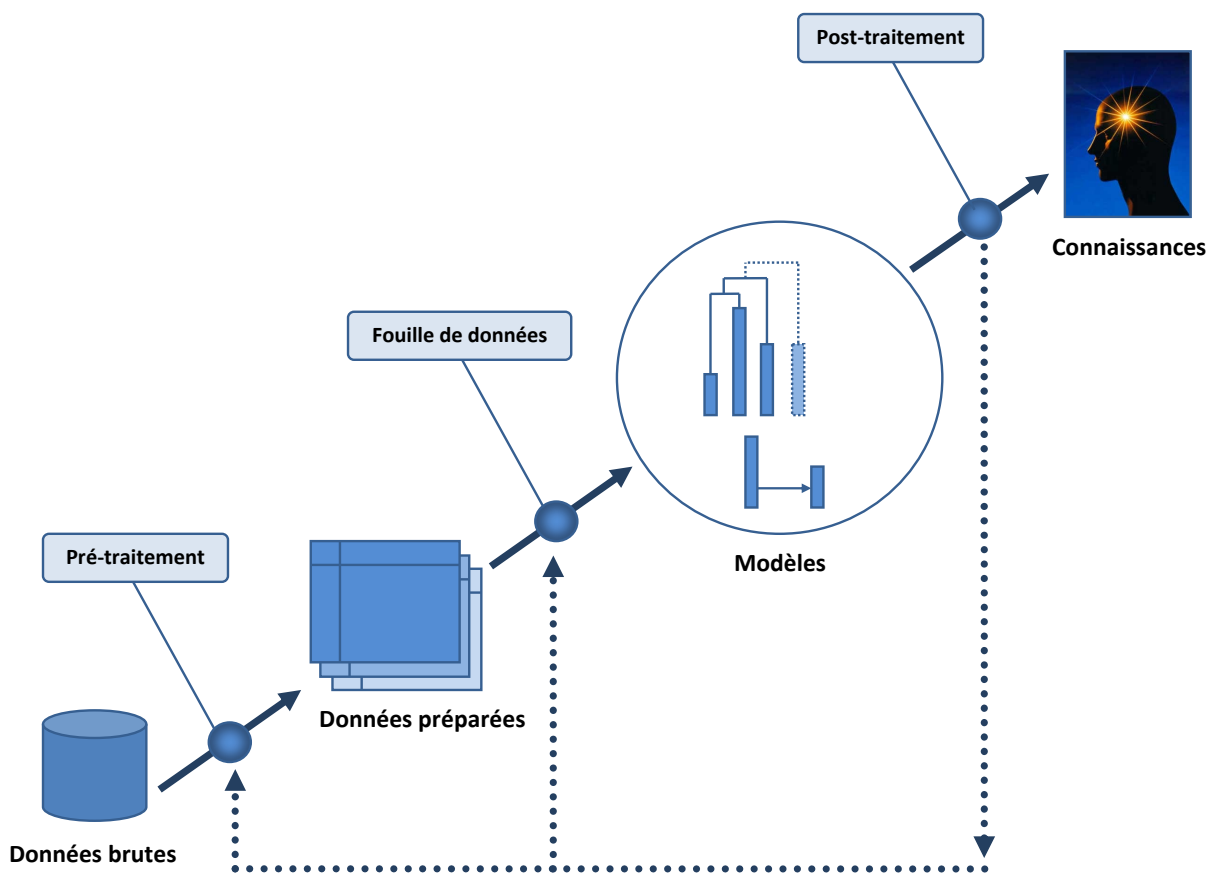 Post-traitement
Connaissances
Fouille de données
Modèles
Pré-traitement
Données préparées
Données brutes